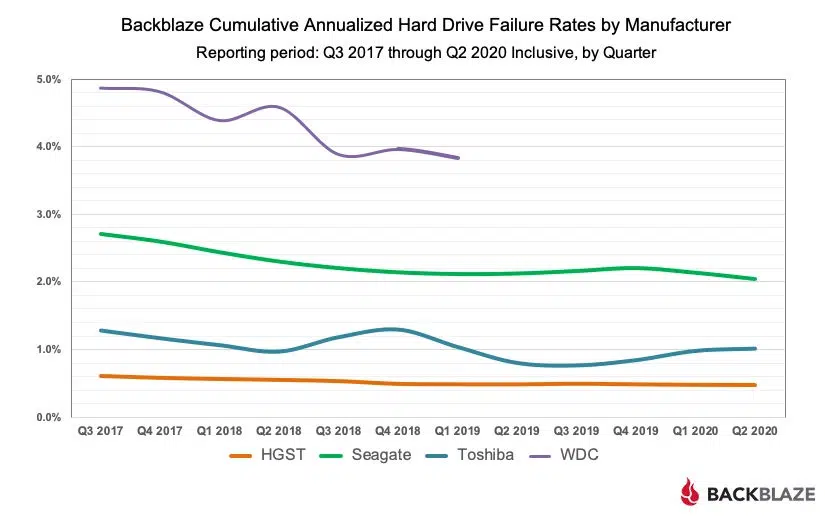 Backblaze Cumulative Annualized Hard Drive Failure Rates by Manufacturer
Reporting period: Q3 2017 through Q2 2020 Inclusive, by Quarter
5.0%
4.0%
3.0%
2.0%
1.0%
0.0%
Q3 2017 Q4 2017 Q1 2018 Q2 2018 Q3 2018 Q4 2018 Q1 2019 Q2 2019 Q3 2019 Q4 2019 Q1 2020 Q2 2020
HGST Seagate Toshiba WDC
BACKBLAZE